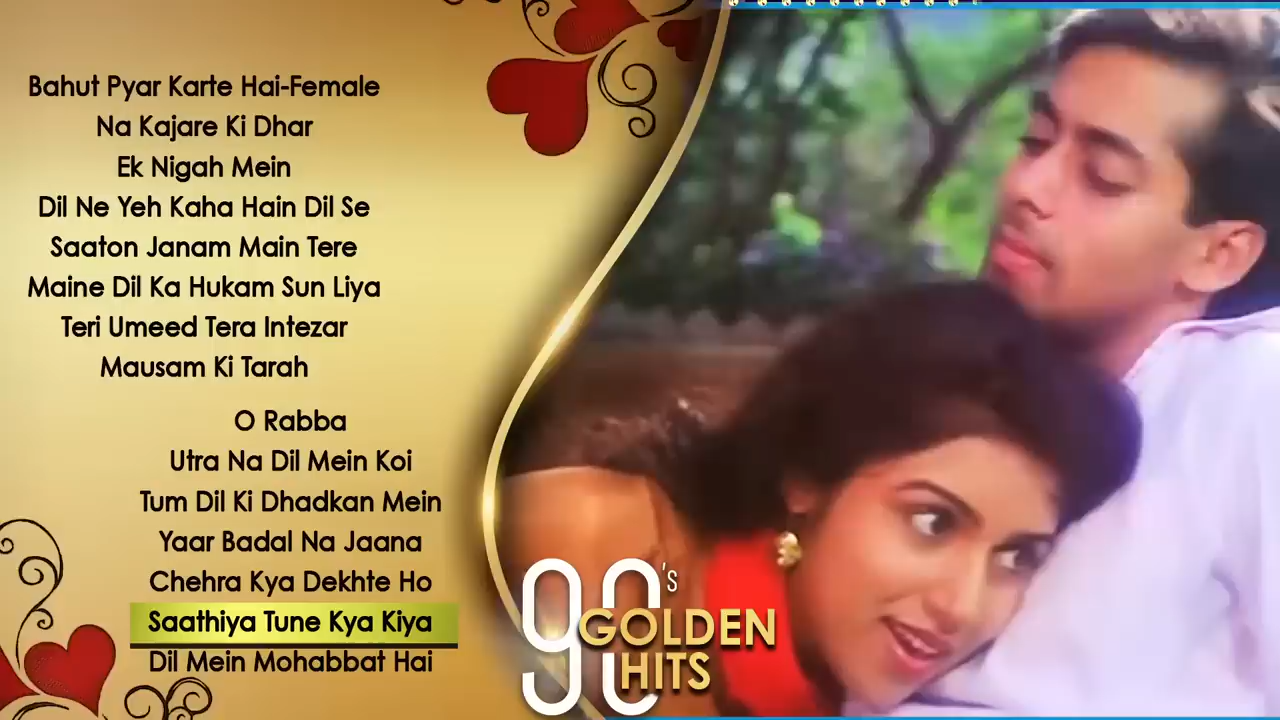 Bahut Pyar Karte Hai-Female
Na Kajare Ki Dhar
Ek Nigah Mein
Dil Ne Yeh Kaha Hain Dil Se
Saaton Janam Main Tere
Maine Dil Ka Hukam Sun Liya
Teri Umeed Tera Intezar
Mausam Ki Tarah
O Rabba
Utra Na Dil Mein Koi
Tum Dil Ki Dhadkan Mein
Yaar Badal Na Jaana
Chehra Kya Dekhte Ho
Saathiya Tune Kya Kiya
Dil Mein Mohabbat Hai
90's
GOLDEN
HITS